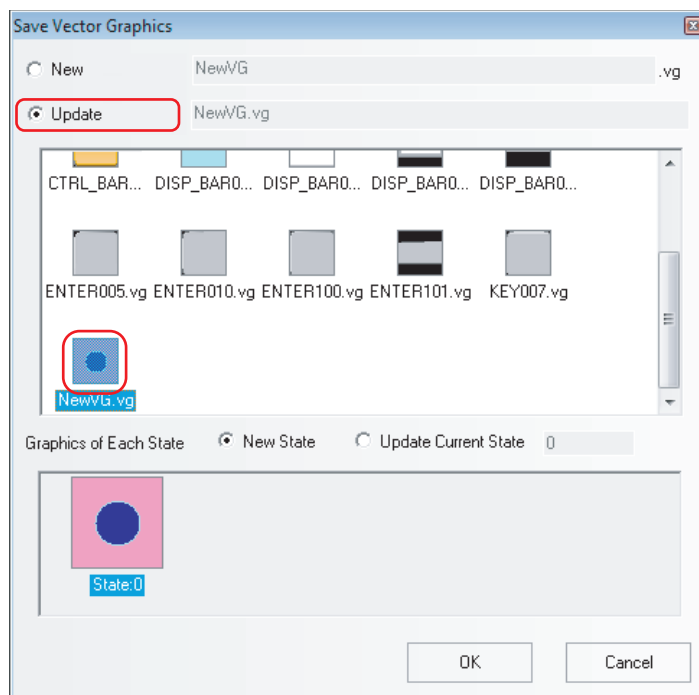 Save Vector Graphics
New NewVG .vg
Update NewVG.vg
CTRL_BAR... DISP_BAR0... DISP_BAR0... DISP_BAR0... DISP_BAR0...
ENTER005.vg ENTER010.vg ENTER100.vg ENTER101.vg KEY007.vg
NewVG.vg
Graphics of Each State New State Update Current State 0
State:0
OK Cancel